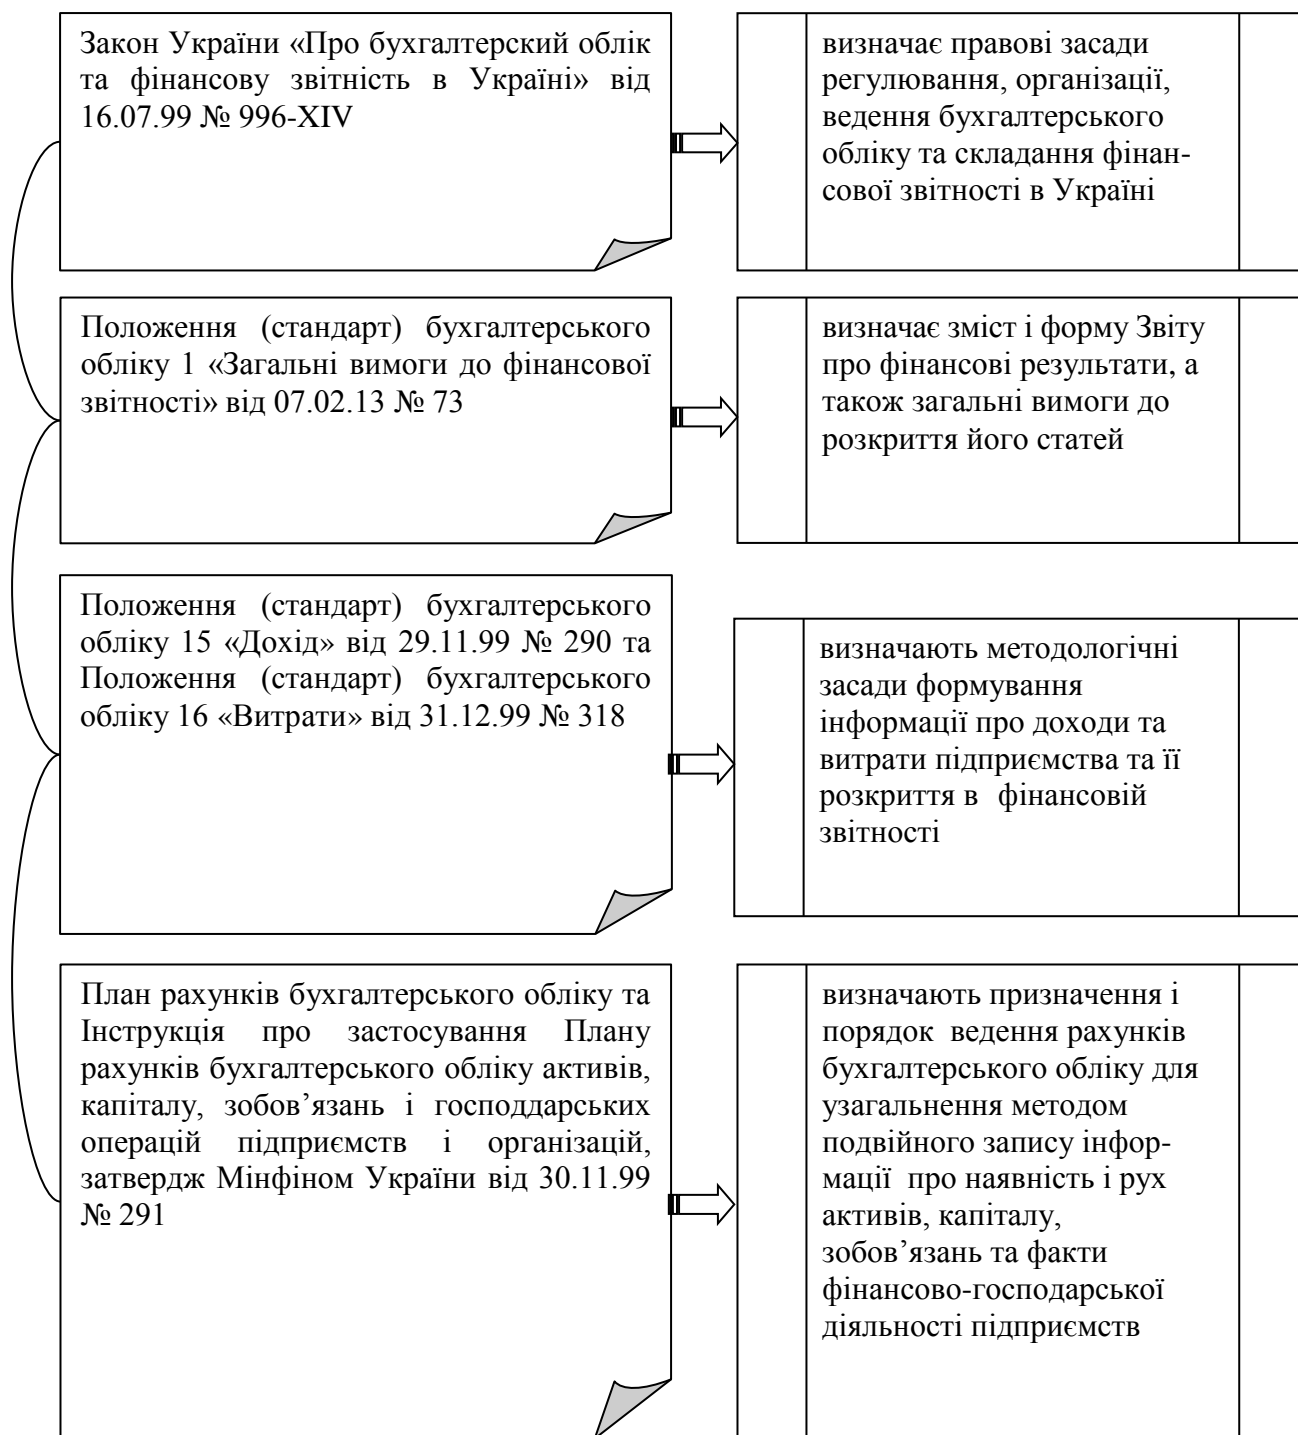 Закон України «Про бухгалтерский облік
та фінансову звітність в Україні» від
16.07.99 № 996-XIV
визначає правові засади
регулювання, організації,
ведення бухгалтерського
обліку та складання фінан-
сової звітності в Україні
Положення (стандарт) бухгалтерського
обліку 1 «Загальні вимоги до фінансової
звітності» від 07.02.13 № 73
визначає зміст і форму Звіту
про фінансові результати, а
також загальні вимоги до
розкриття його статей
Положення (стандарт) бухгалтерського
обліку 15 «Дохід» від 29.11.99 № 290 та
Положення (стандарт) бухгалтерського
обліку 16 «Витрати» від 31.12.99 № 318
визначають методологічні
засади формування
інформації про доходи та
витрати підприємства та її
розкриття в фінансовій
звітності
План рахунків бухгалтерського обліку та
Інструкція про застосування Плану
рахунків бухгалтерського обліку активів,
капіталу, зобов’язань і господдарських
операцій підприємств і організацій,
затвердж Мінфіном України від 30.11.99
№ 291
визначають призначення і
порядок ведення рахунків
бухгалтерського обліку для
узагальнення методом
подвійного запису інфор-
мації про наявність і рух
активів, капіталу,
зобов’язань та факти
фінансово-господарської
діяльності підприємств